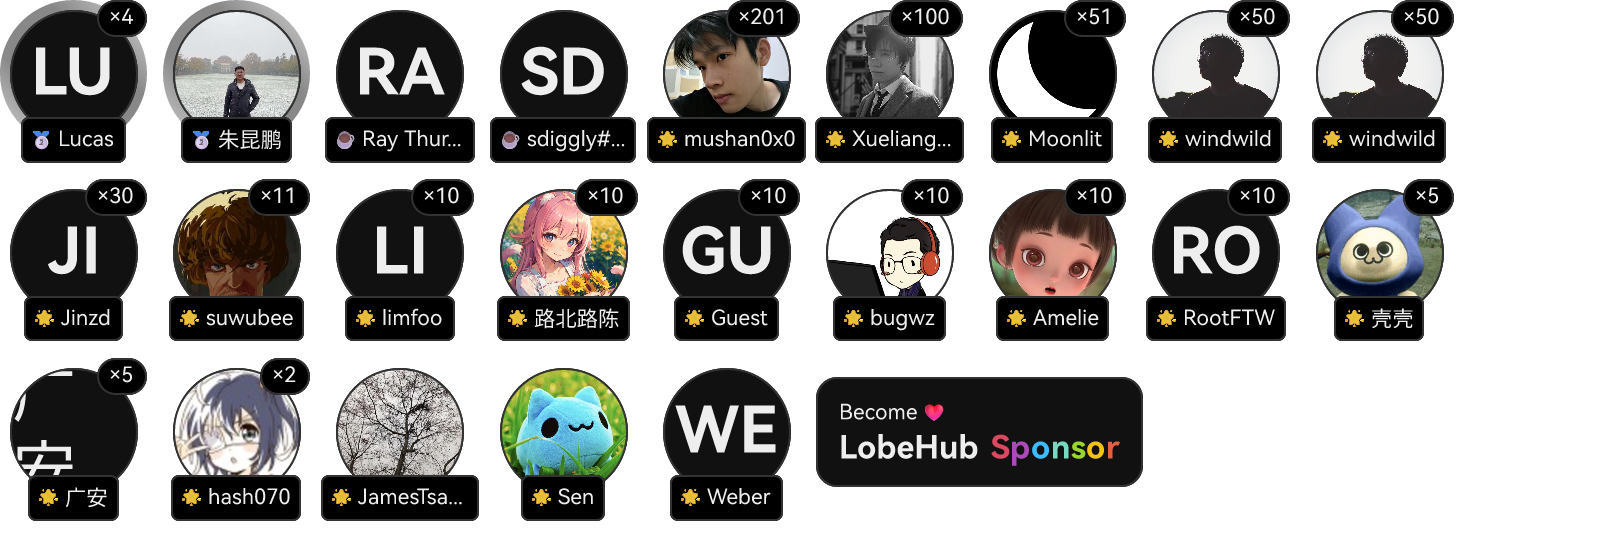 ×4
LU
Lucas
朱昆鹏
RA
Ray Thur...
SD
sdiggly#...
×201
mushan0x0
×100
Xueliang...
×51
Moonlit
×50
windwild
×50
windwild
×30
JI
Jinzd
×11
suwubee
×10
LI
limfoo
×10
路北路陈
×10
GU
Guest
×10
bugwz
×10
Amelie
×10
RO
RootFTW
×5
壳壳
×5
广
安
广安
×2
hash070
JamesTsa...
Sen
WE
Weber
Become
LobeHub Sponsor